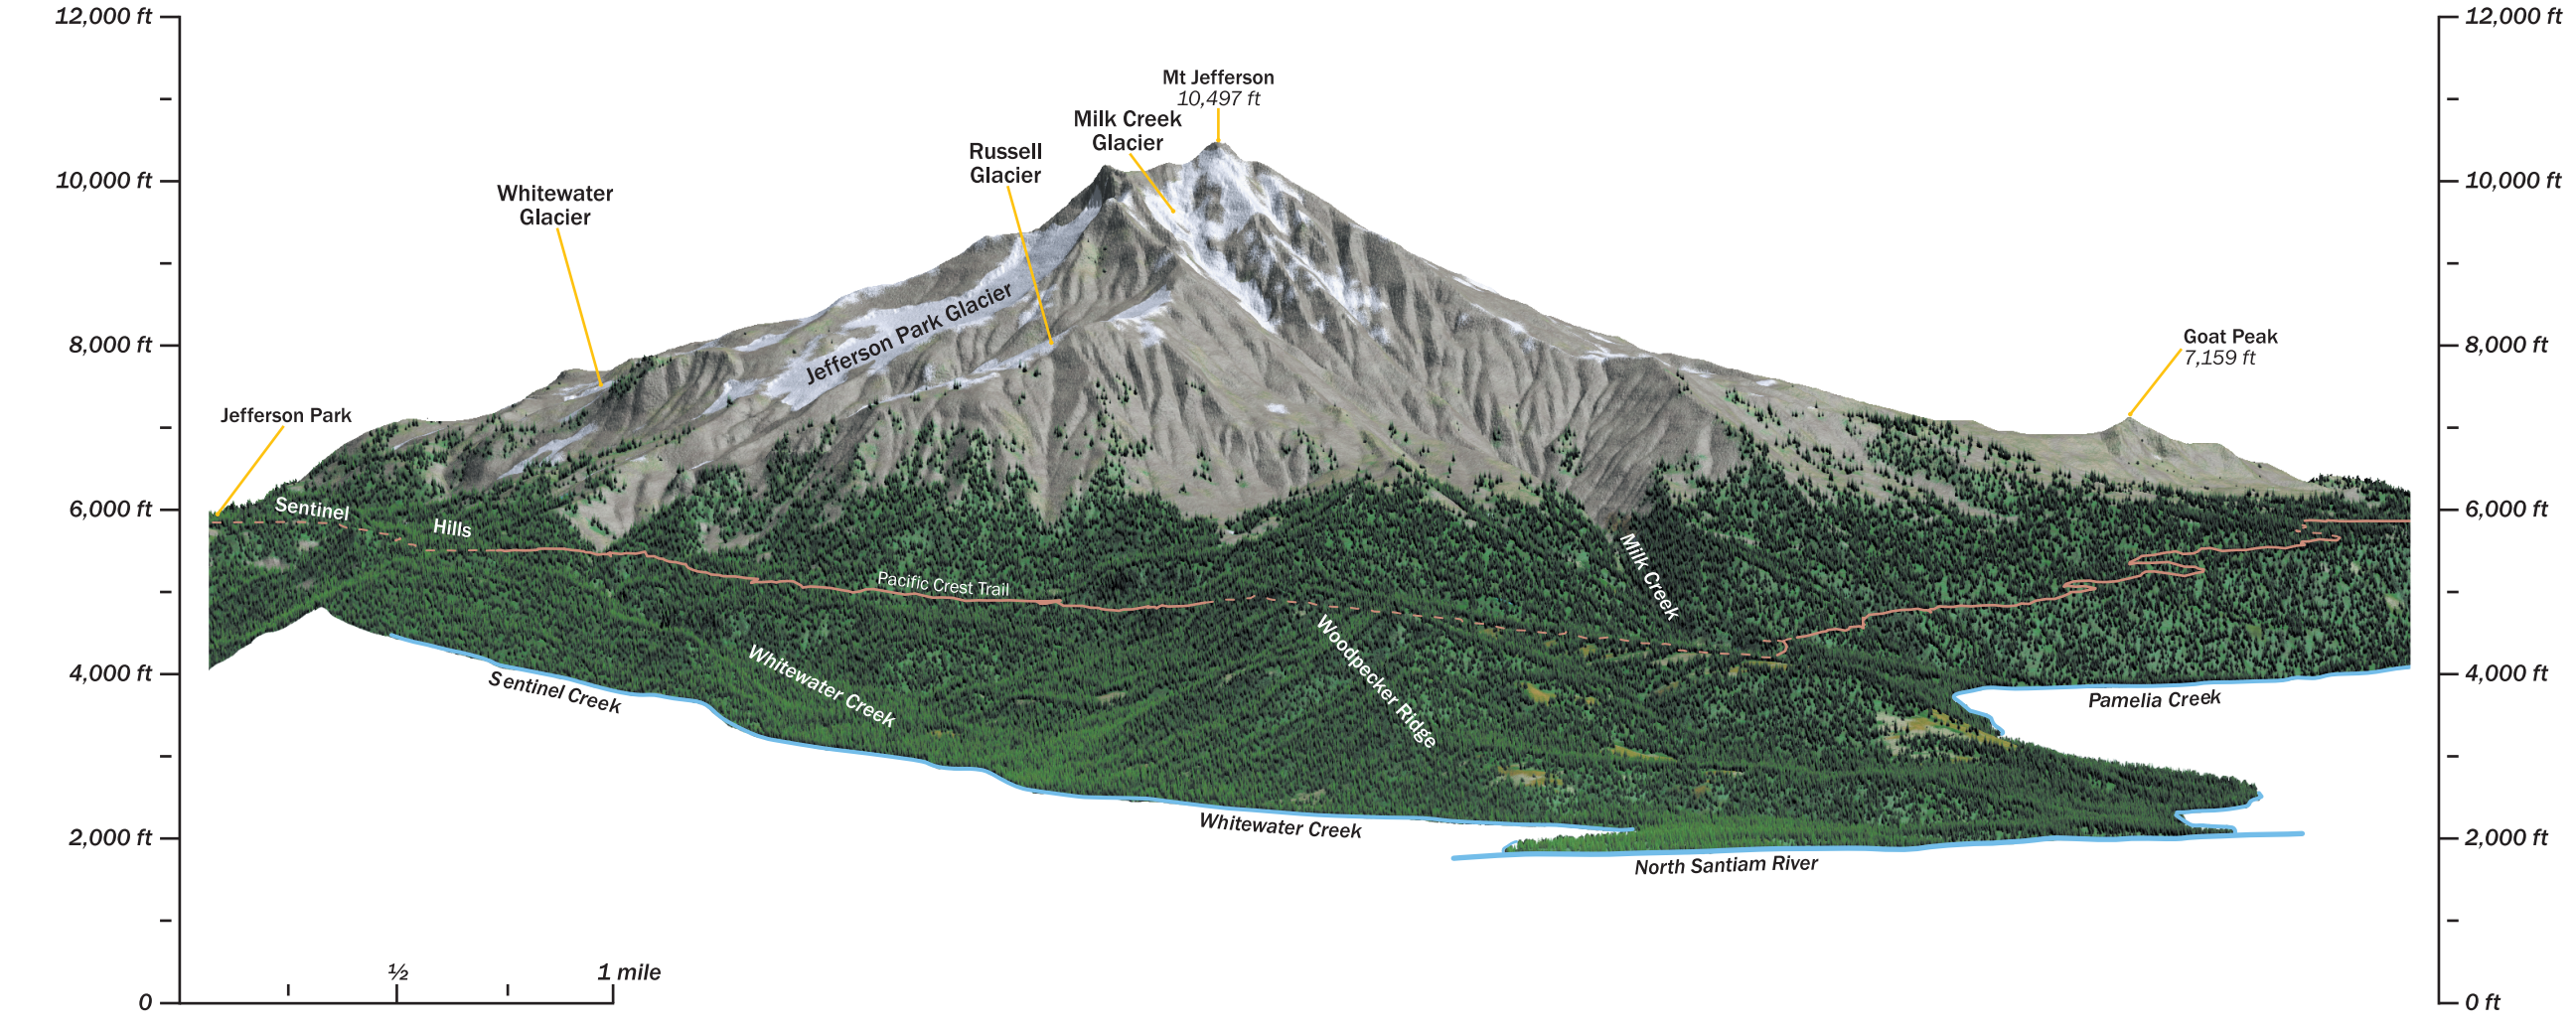 12,000 ft
12,000 ft
Mt Jefferson
10,497 ft
Milk Creek
Glacier
Russell
Glacier
10,000 ft
10,000 ft
Whitewater
Glacier
Jefferson Park Glacier
8,000 ft
8,000 ft
Goat Peak
7,159 ft
Jefferson Park
6,000 ft
6,000 ft
Sentinel
Hills
Milk Creek
Pacific Crest Trail
Woodpecker Ridge
Whitewater Creek
4,000 ft
4,000 ft
Sentinel Creek
Pamelia Creek
2,000 ft
2,000 ft
Whitewater Creek
North Santiam River
½
1 mile
0
0 ft